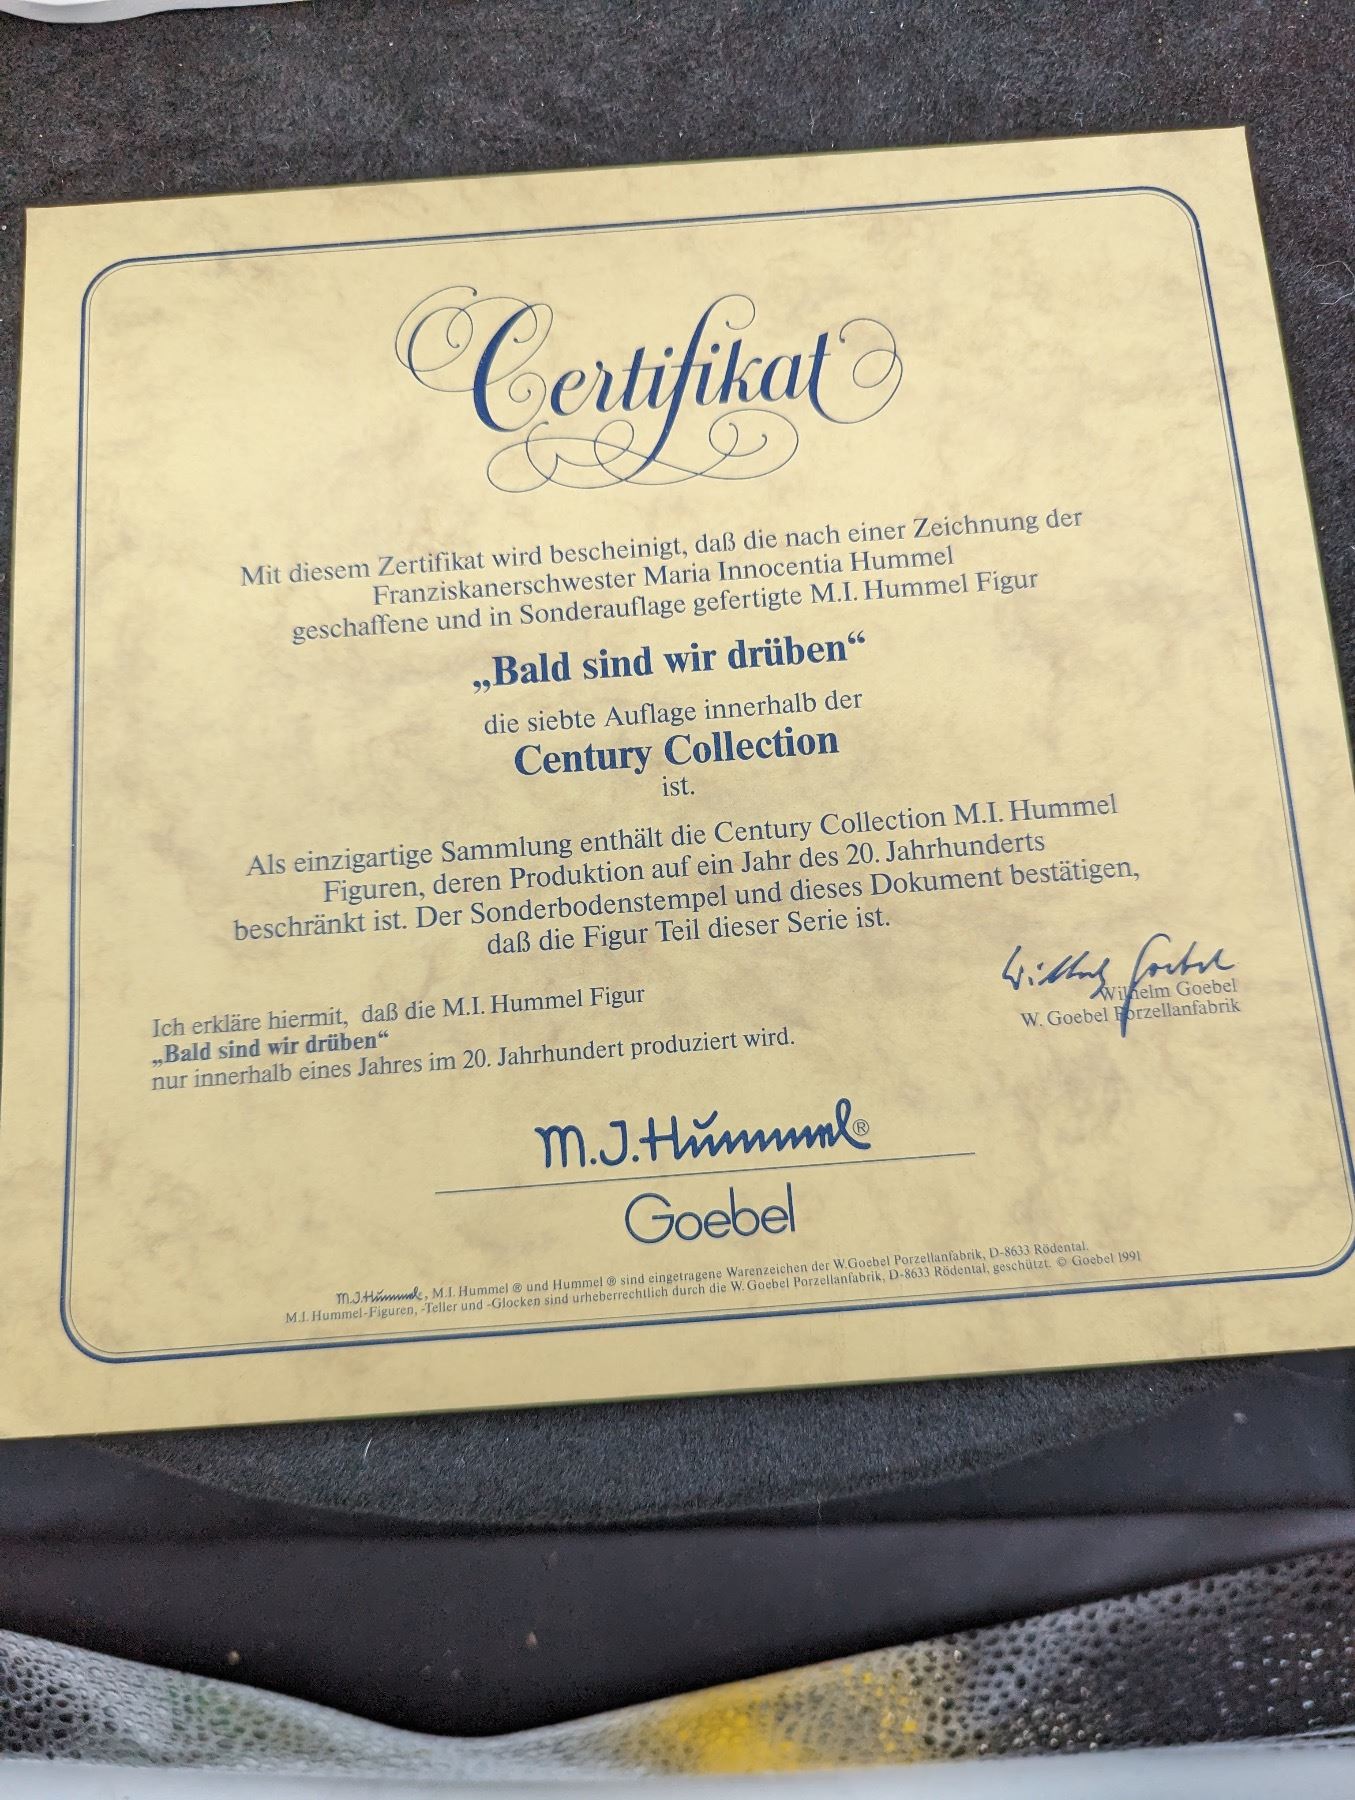 Certifikat
Mit diesem Zertifikat wird bescheinigt, daß die nach einer Zeichnung der
Franziskanerschwester Maria Innocentia Hummel
geschaffene und in Sonderauflage gefertigte M.I. Hummel Figur
„Bald sind wir drüben“
die siebte Auflage innerhalb der
Century Collection
ist.
Als einzigartige Sammlung enthält die Century Collection M.I. Hummel
Figuren, deren Produktion auf ein Jahr des 20. Jahrhunderts
beschränkt ist. Der Sonderbodenstempel und dieses Dokument bestätigen,
daß die Figur Teil dieser Serie ist.
Wilhelm Goebel
Wilhelm Goebel
W. Goebel Porzellanfabrik
Ich erkläre hiermit, daß die M.I. Hummel Figur
„Bald sind wir drüben“
nur innerhalb eines Jahres im 20. Jahrhundert produziert wird.
M.J. Hummel®
Goebel
M.J. Hummel, M.I. Hummel ® und Hummel ® sind eingetragene Warenzeichen der W.Goebel Porzellanfabrik, D-8633 Rödental.
M.I. Hummel-Figuren, -Teller und -Glocken sind urheberrechtlich durch die W. Goebel Porzellanfabrik, D-8633 Rödental, geschützt. © Goebel 1991